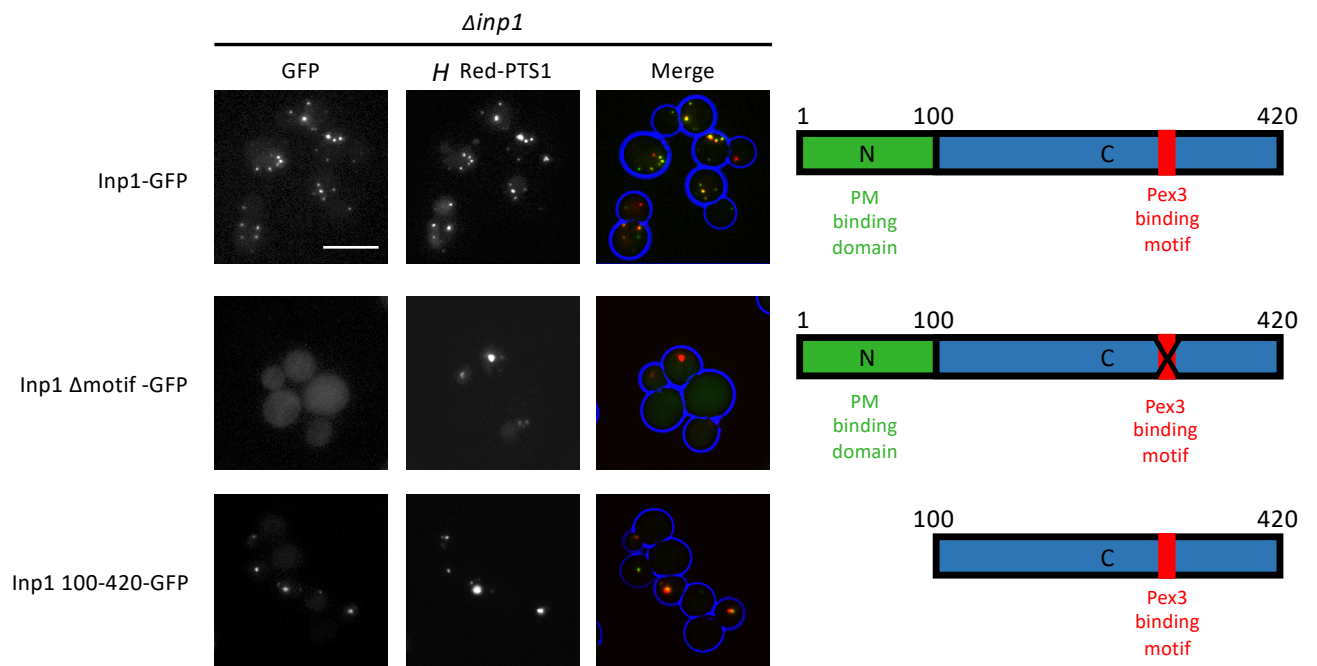 Δinp1
GFP
H Red-PTS1
Merge
Inp1-GFP
1
100
420
N
C
PM
binding
domain
Pex3
binding
motif
Inp1 Δmotif -GFP
1
100
420
N
C
PM
binding
domain
Pex3
binding
motif
Inp1 100-420-GFP
100
420
C
Pex3
binding
motif